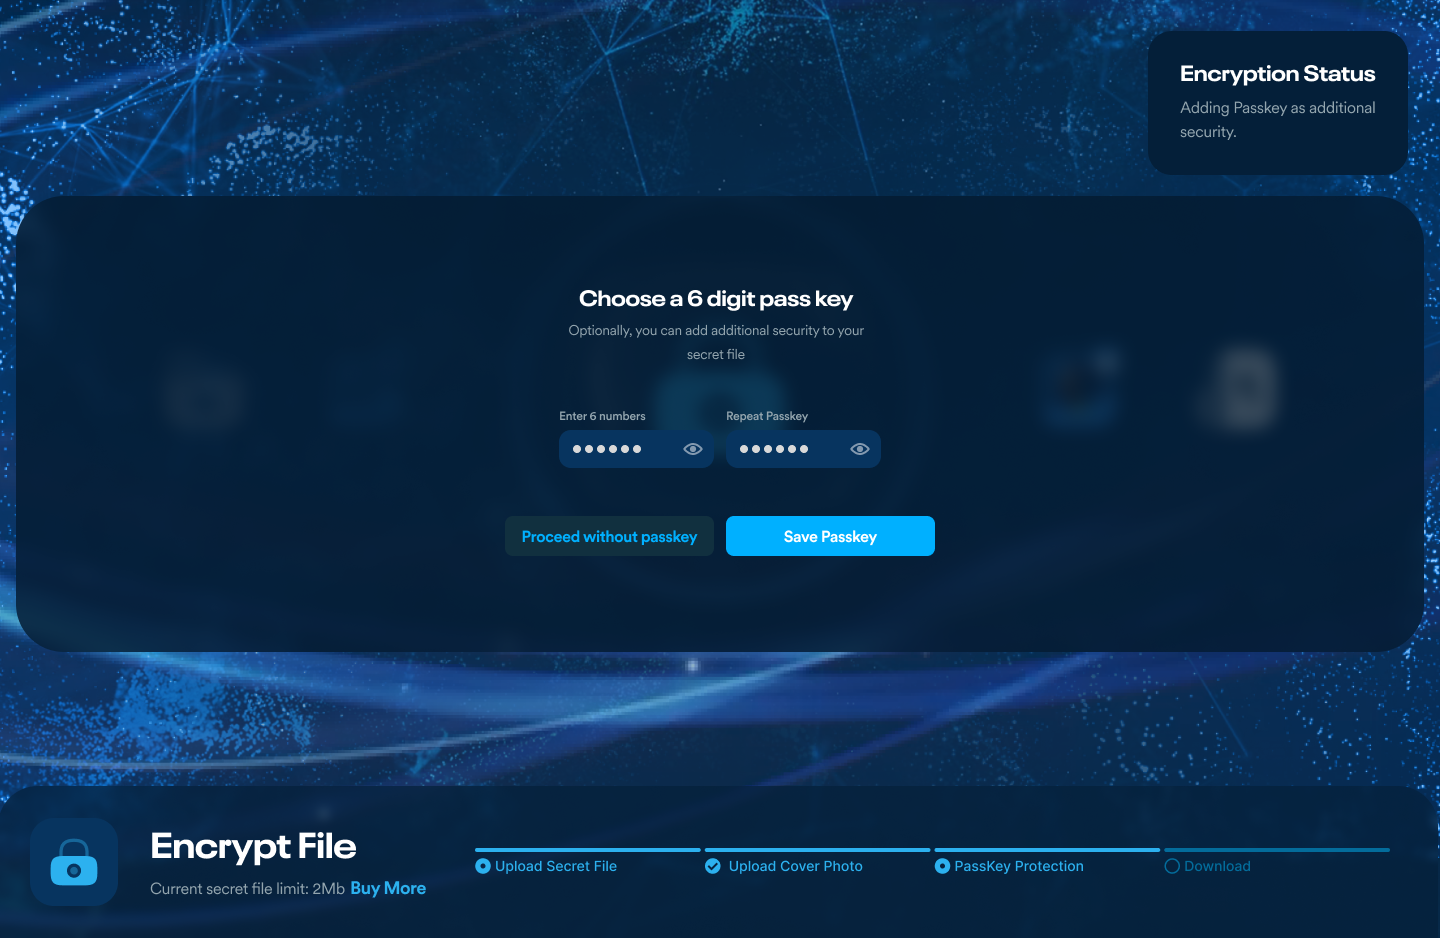 Encryption Status
Adding Passkey as additional
security.
Choose a 6 digit pass key
Optionally, you can add additional security to your
secret file
Enter 6 numbers
Repeat Passkey
Proceed without passkey
Save Passkey
Encrypt File
Current secret file limit: 2Mb Buy More
Upload Secret File
Upload Cover Photo
PassKey Protection
Download